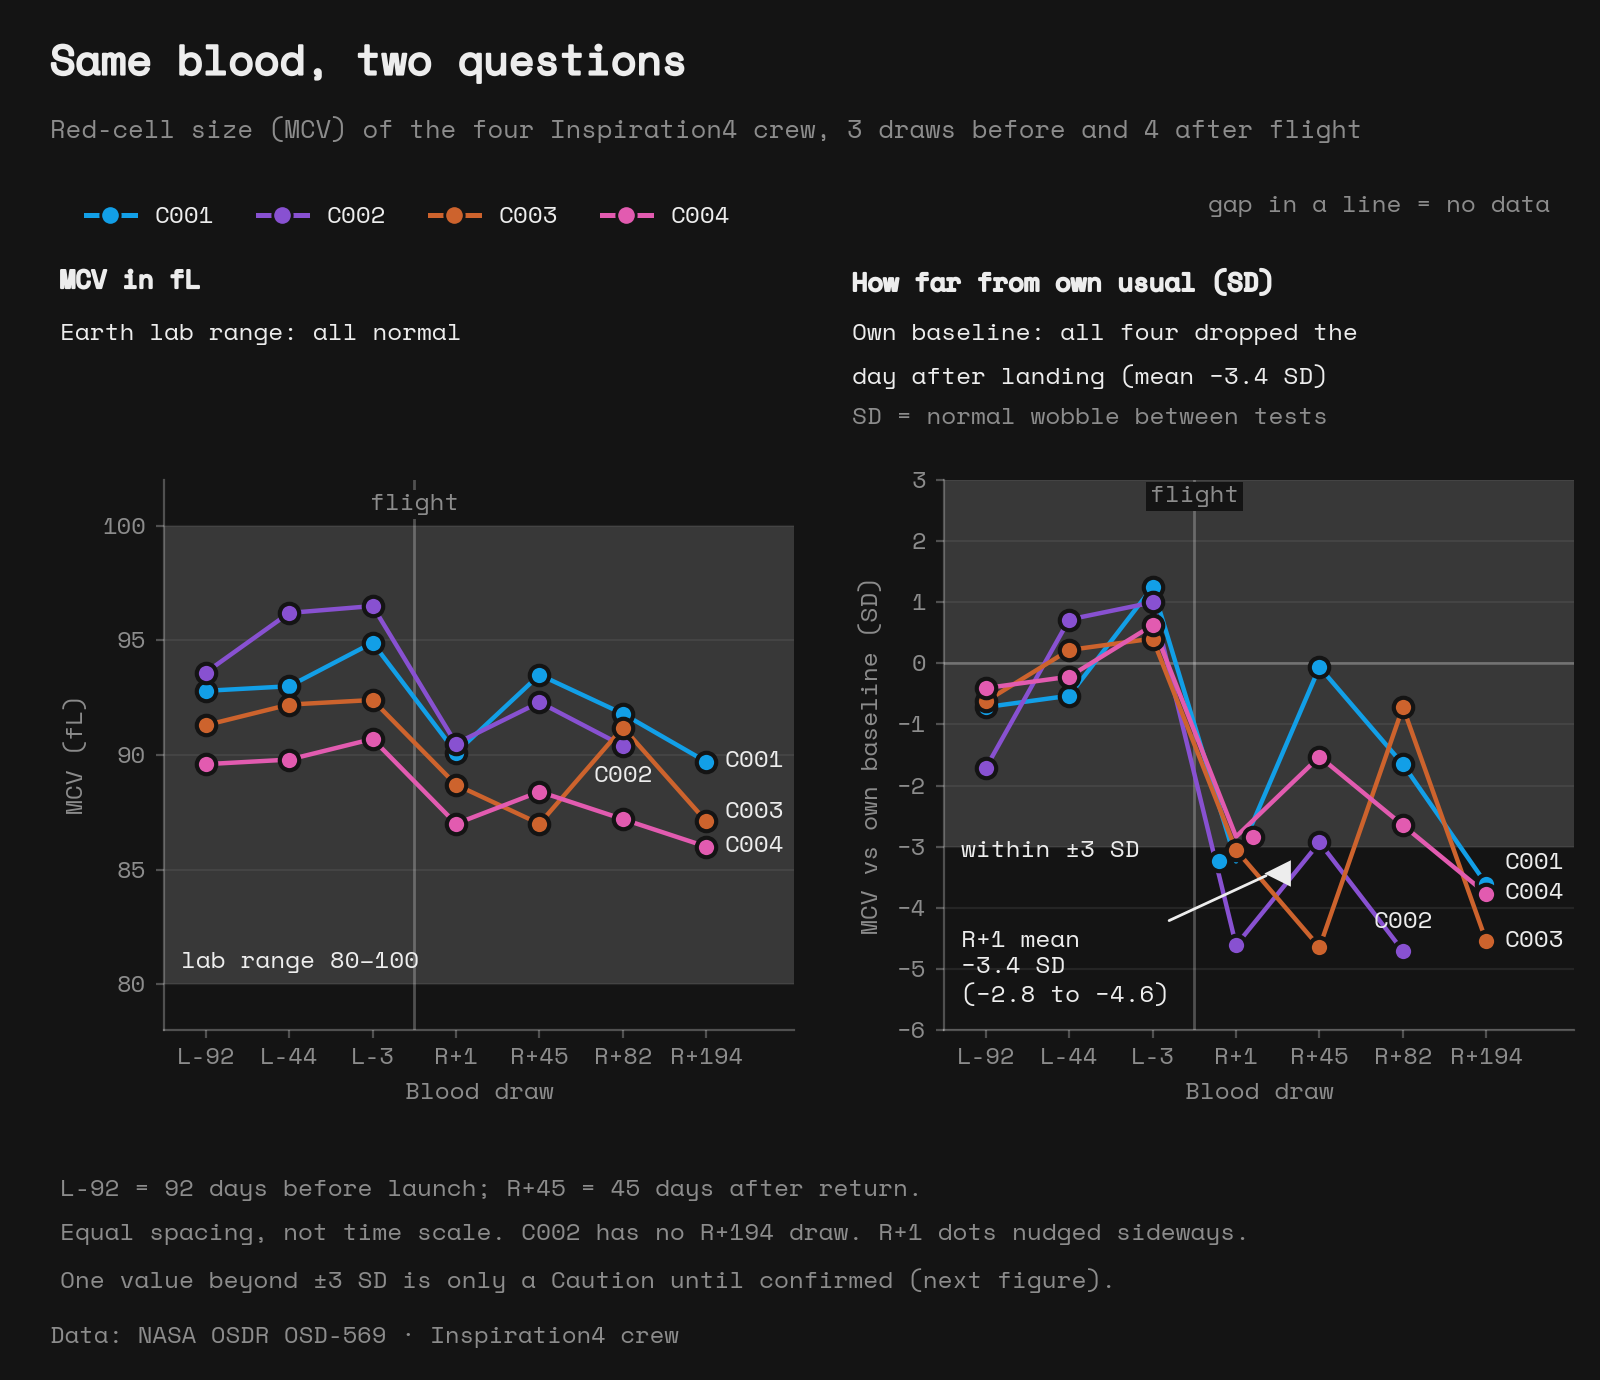 Same blood, two questions
Red-cell size (MCV) of the four Inspiration4 crew, 3 draws before and 4 after flight
C001 C002 C003 C004
gap in a line = no data
MCV in fL
Earth lab range: all normal
How far from own usual (SD)
Own baseline: all four dropped the
day after landing (mean −3.4 SD)
SD = normal wobble between tests
flight
100
95
90
85
80
MCV (fL)
C001
C002
C003
C004
lab range 80–100
L-92 L-44 L-3 R+1 R+45 R+82 R+194
Blood draw
flight
3
2
1
0
−1
−2
−3
−4
−5
−6
MCV vs own baseline (SD)
within ±3 SD
C001
C004
C002
C003
R+1 mean
−3.4 SD
(−2.8 to −4.6)
L-92 L-44 L-3 R+1 R+45 R+82 R+194
Blood draw
L-92 = 92 days before launch; R+45 = 45 days after return.
Equal spacing, not time scale. C002 has no R+194 draw. R+1 dots nudged sideways.
One value beyond ±3 SD is only a Caution until confirmed (next figure).
Data: NASA OSDR OSD-569 · Inspiration4 crew